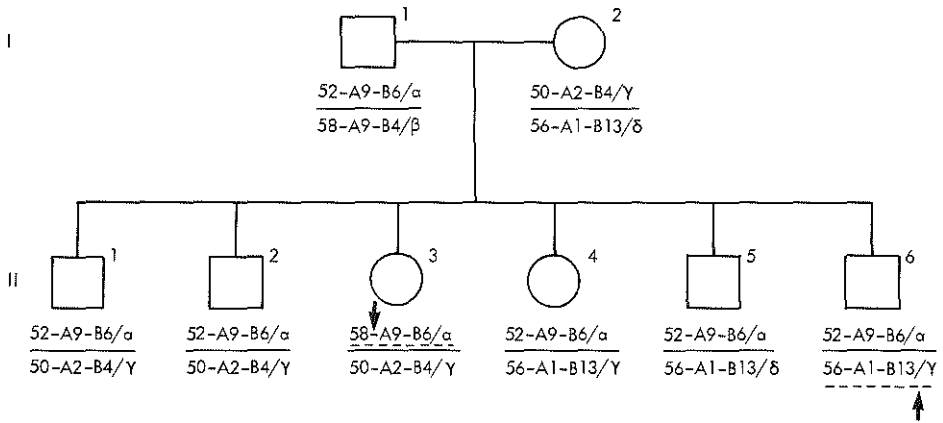 I
1 2
52-A9-B6/α 50-A2-B4/γ
58-A9-B4/β 56-A1-B13/δ
II
1 2 3 4 5 6
52-A9-B6/α 52-A9-B6/α 58-A9-B6/α 52-A9-B6/α 52-A9-B6/α 52-A9-B6/α
50-A2-B4/γ 50-A2-B4/γ 50-A2-B4/γ 56-A1-B13/γ 56-A1-B13/δ 56-A1-B13/γ